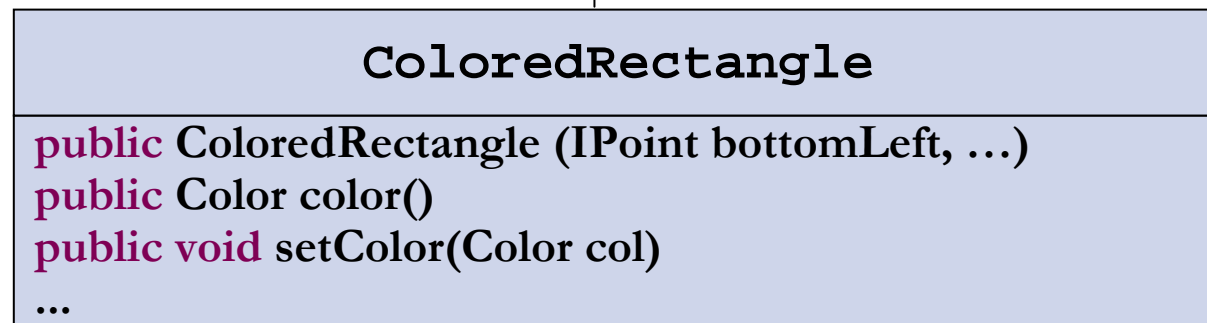 ColoredRectangle
public ColoredRectangle (IPoint bottomLeft, …)
public Color color()
public void setColor(Color col)
...